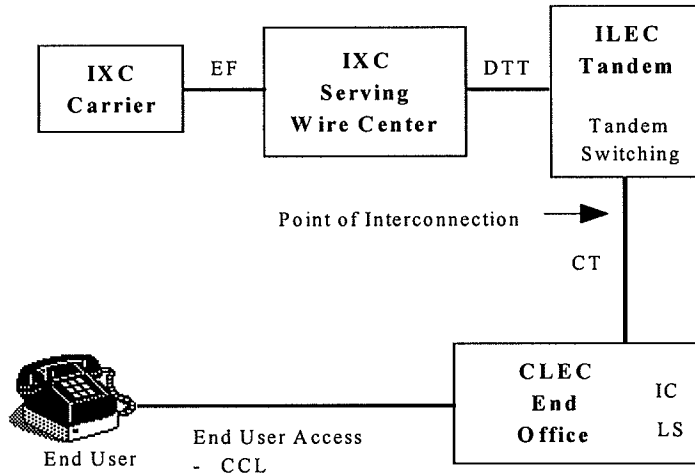 IXC
Carrier
EF
IXC
Serving
Wire Center
DTT
ILEC
Tandem
Tandem
Switching
Point of Interconnection
CT
CLEC
End
Office
IC
LS
End User
End User Access
- CCL